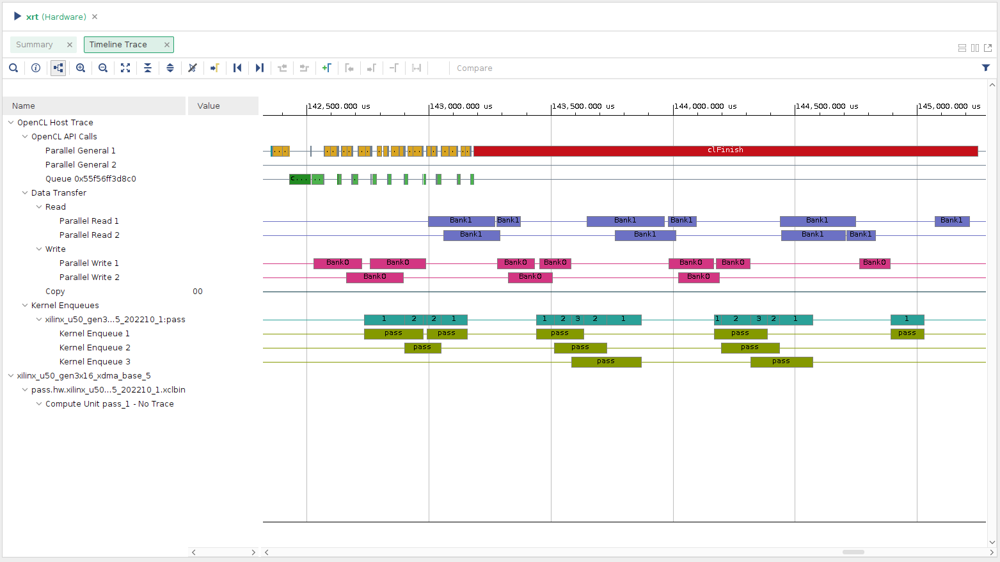 xrt (Hardware)
Summary Timeline Trace
Compare
Name Value 142,500.000 us 143,000.000 us 143,500.000 us 144,000.000 us 144,500.000 us 145,000.000 us
OpenCL Host Trace
OpenCL API Calls
Parallel General 1 clFinish
Parallel General 2
Queue 0x55f56ff3d8c0 c...
Data Transfer
Read
Parallel Read 1 Bank1 Bank1 Bank1 Bank1 Bank1 Bank1
Parallel Read 2 Bank1 Bank1 Bank1 Bank1
Write
Parallel Write 1 Bank0 Bank0 Bank0 Bank0 Bank0 Bank0 Bank0
Parallel Write 2 Bank0 Bank0 Bank0
Copy 00
Kernel Enqueues
xilinx_u50_gen3...5_202210_1:pass 1 2 2 1 1 2 3 2 1 1 2 3 2 1 1
Kernel Enqueue 1 pass pass pass pass pass
Kernel Enqueue 2 pass pass pass
Kernel Enqueue 3 pass pass
xilinx_u50_gen3x16_xdma_base_5
pass.hw.xilinx_u50...5_202210_1.xclbin
Compute Unit pass_1 - No Trace